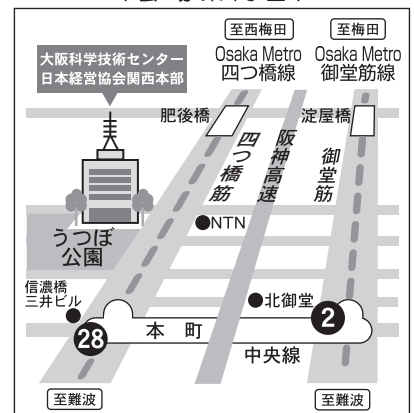 至西梅田
至梅田
Osaka Metro
四つ橋線
Osaka Metro
御堂筋線
大阪科学技術センター
日本経営協会関西本部
肥後橋
淀屋橋
四つ橋筋
阪神高速
御堂筋
うつぼ
公園
NTN
信濃橋
三井ビル
北御堂
2
28
本町
中央線
至難波
至難波